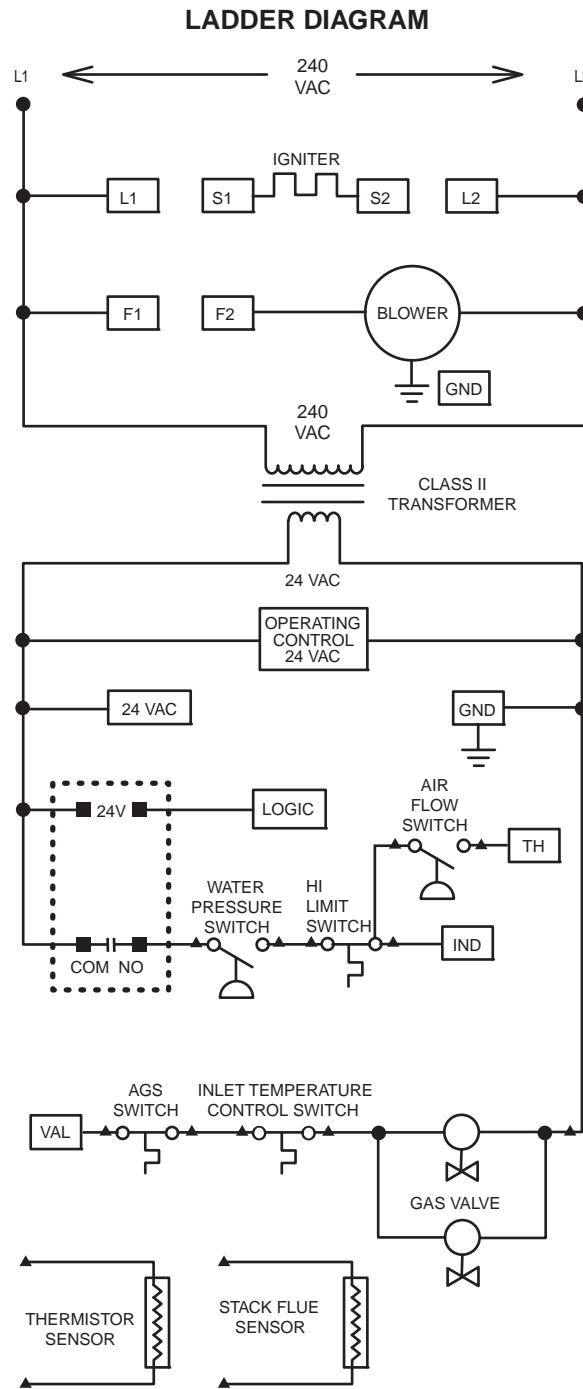 LADDER DIAGRAM
L1
240
VAC
L
IGNITER
L1
S1
S2
L2
F1
F2
BLOWER
GND
240
VAC
CLASS II
TRANSFORMER
24 VAC
OPERATING
CONTROL
24 VAC
24 VAC
GND
24V
LOGIC
AIR
FLOW
SWITCH
TH
WATER
PRESSURE
SWITCH
HI
LIMIT
SWITCH
IND
COM NO
AGS
SWITCH
INLET TEMPERATURE
CONTROL SWITCH
VAL
GAS VALVE
THERMISTOR
SENSOR
STACK FLUE
SENSOR